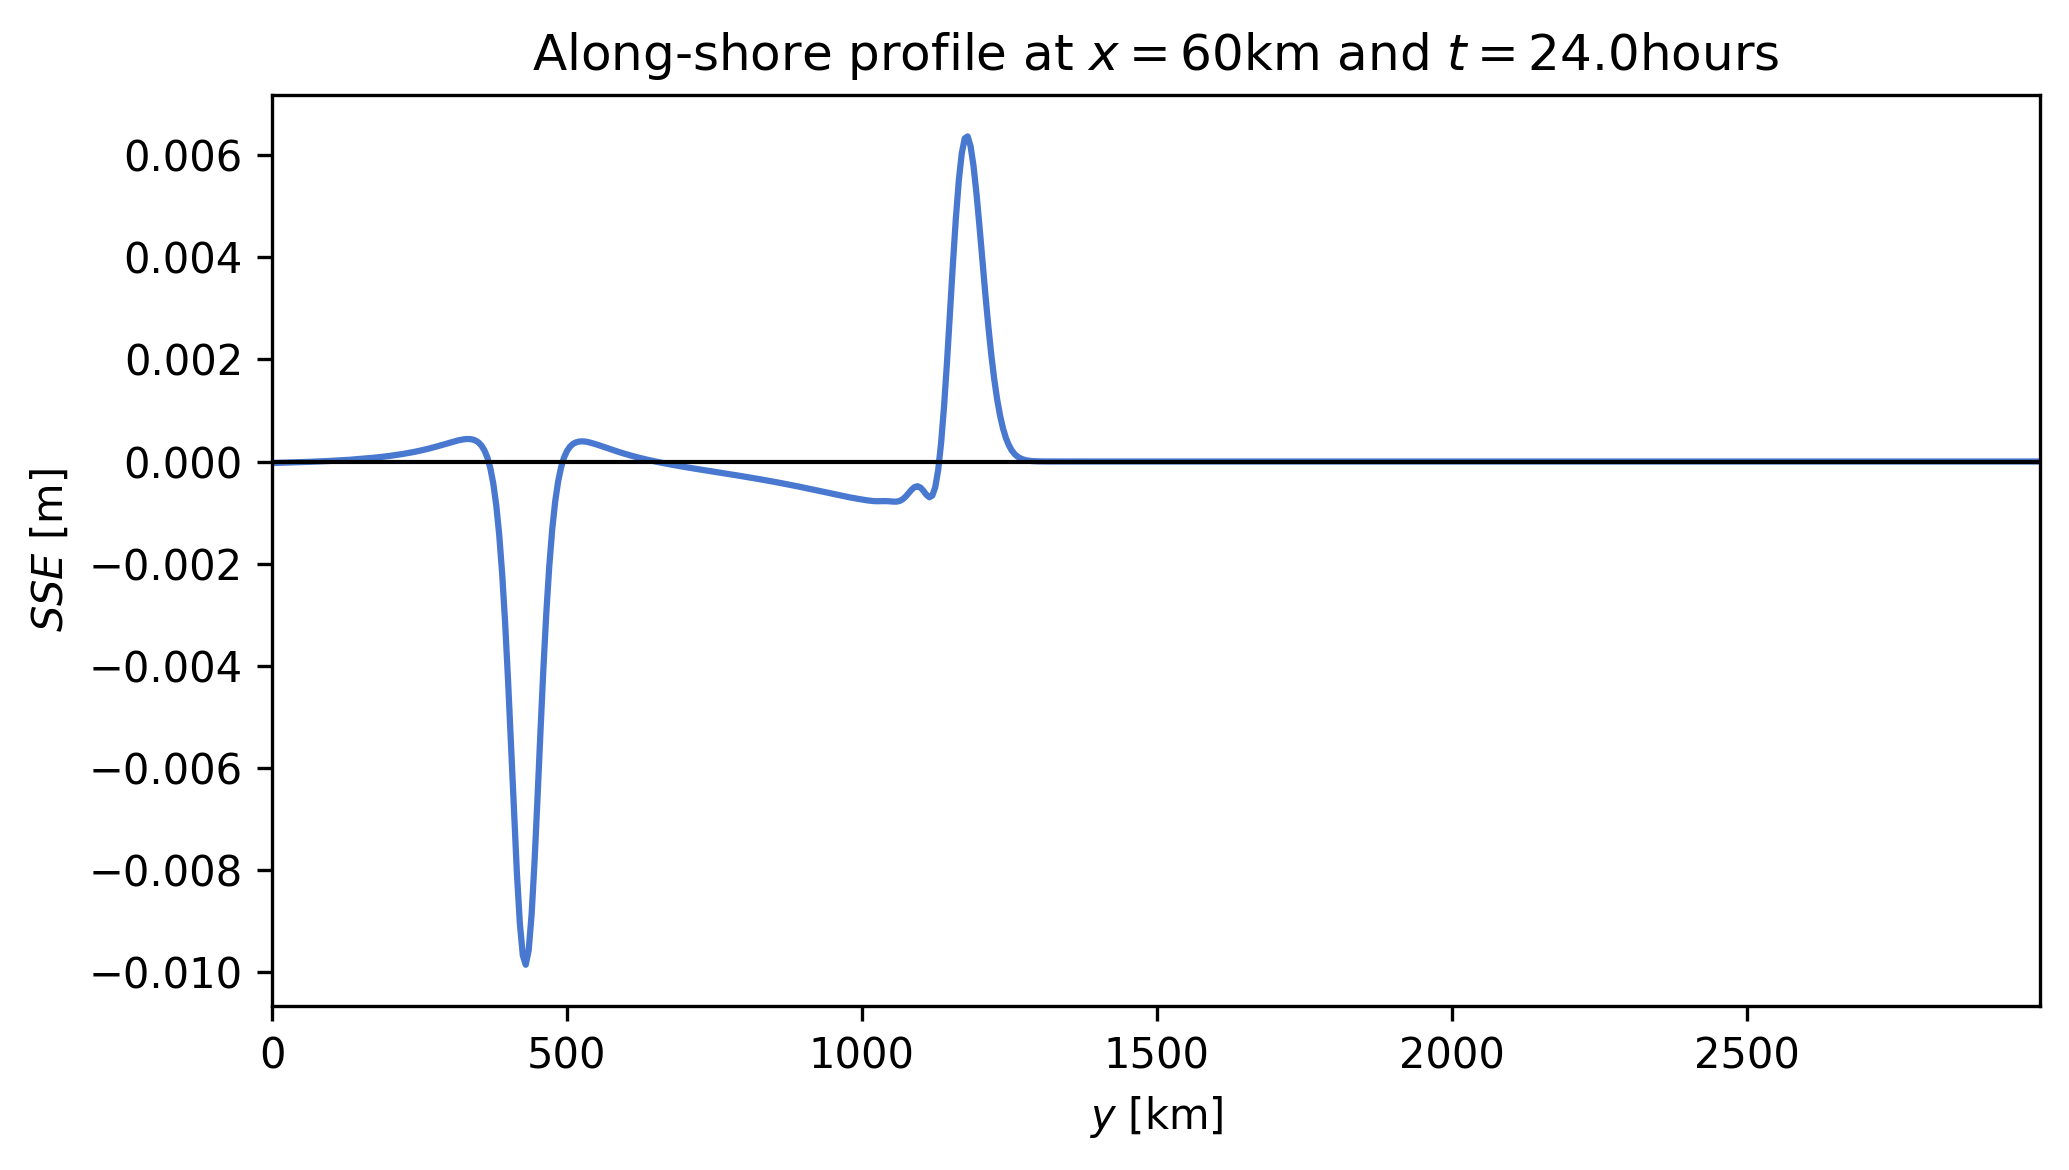 Along-shore profile at x = 60km and t = 24.0hours
0.006
0.004
0.002
0.000
−0.002
−0.004
−0.006
−0.008
−0.010
SSE [m]
0 500 1000 1500 2000 2500
y [km]